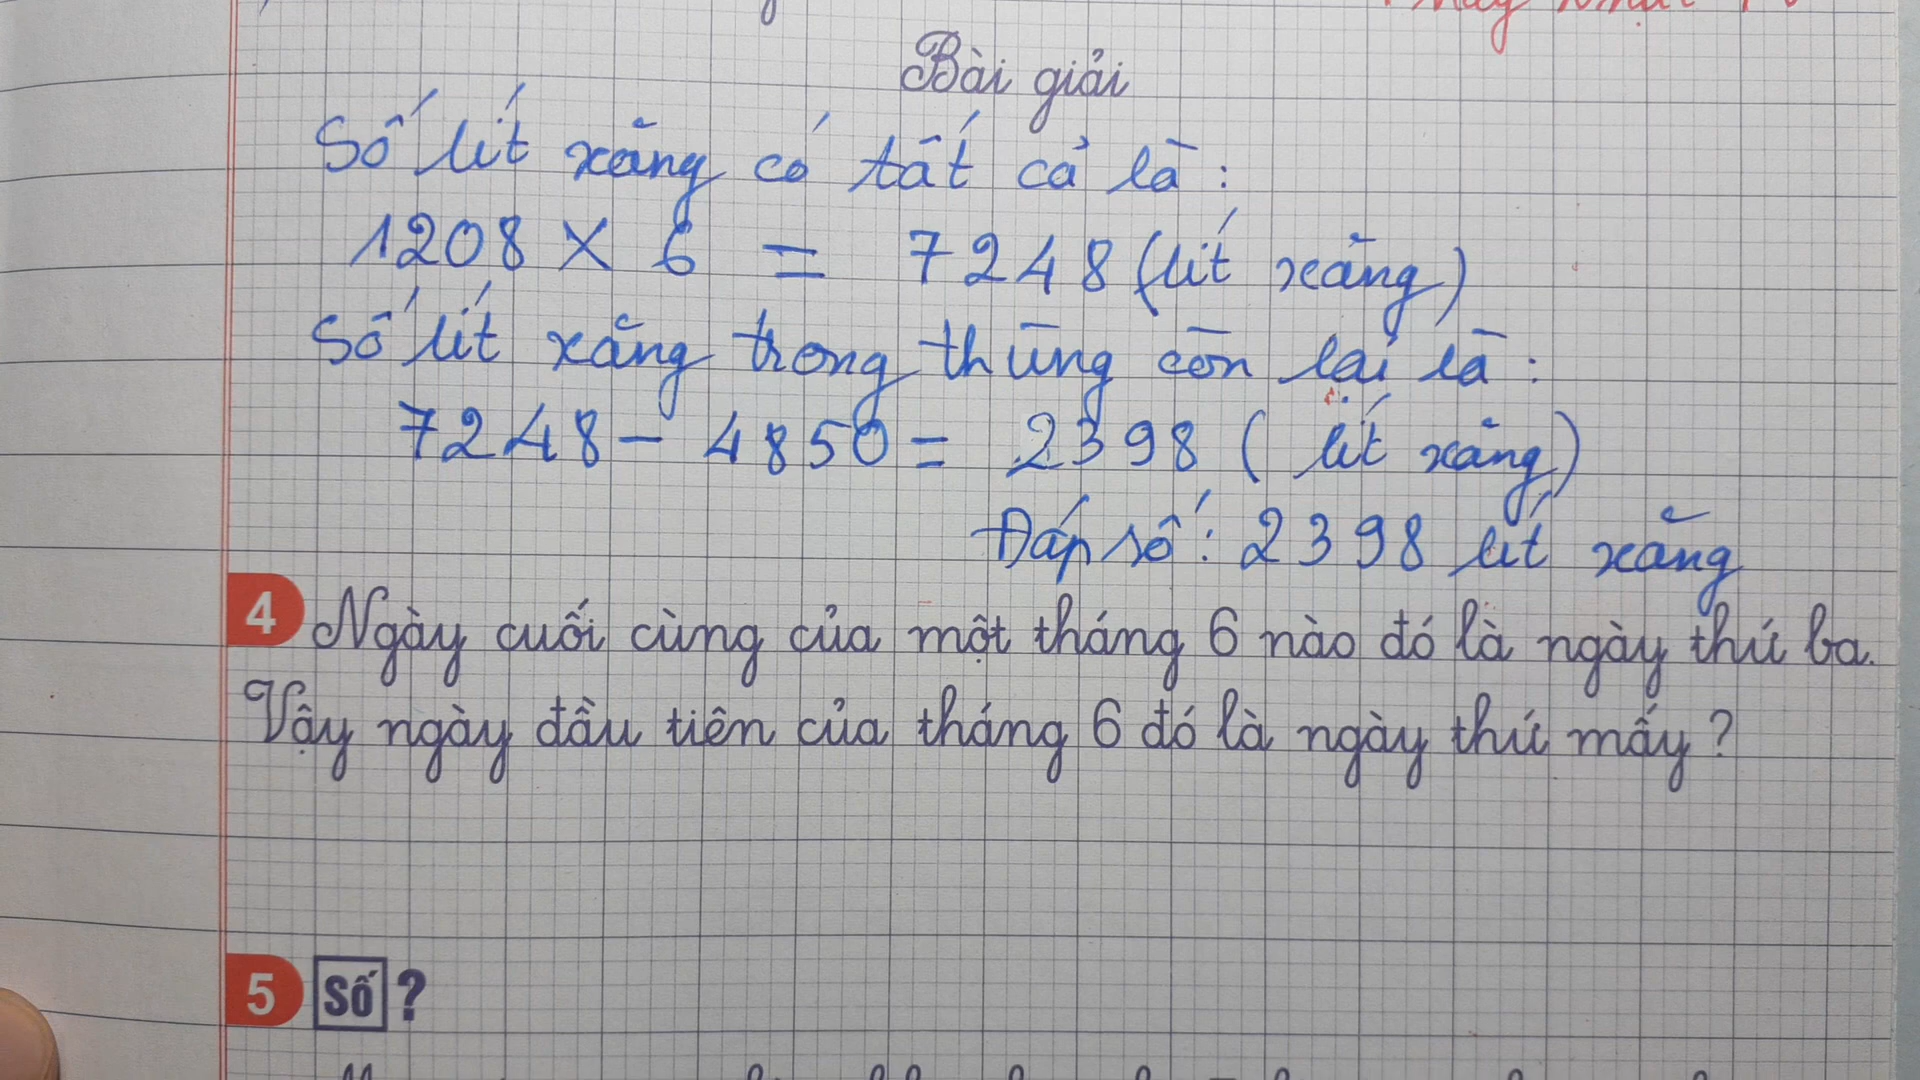 Bài giải
Số lít xăng có tất cả là:
1208 × 6 = 7248 (lít xăng)
Số lít xăng trong thùng còn lại là:
7248 - 4850 = 2398 (lít xăng)
Đáp số: 2398 lít xăng
4 Ngày cuối cùng của một tháng 6 nào đó là ngày thứ ba.
Vậy ngày đầu tiên của tháng 6 đó là ngày thứ mấy?
5 Số ?